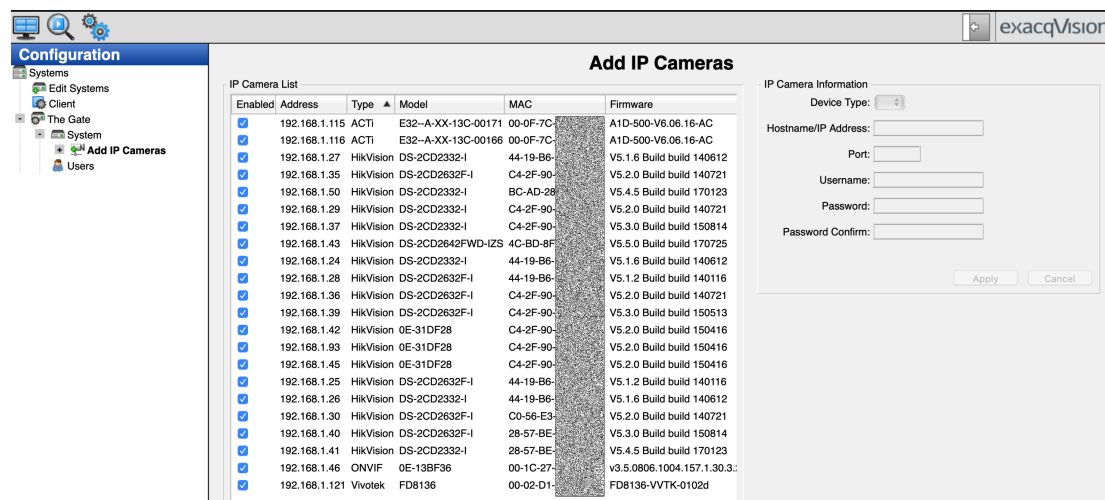 exacqVision
Configuration
Systems
Edit Systems
Client
The Gate
System
Add IP Cameras
Users
Add IP Cameras
IP Camera List
Enabled Address Type Model MAC Firmware
192.168.1.115 ACTi E32--A-XX-13C-00171 00-0F-7C- A1D-500-V6.06.16-AC
192.168.1.116 ACTi E32--A-XX-13C-00166 00-0F-7C- A1D-500-V6.06.16-AC
192.168.1.27 HikVision DS-2CD2332-I 44-19-B6- V5.1.6 Build build 140612
192.168.1.35 HikVision DS-2CD2632F-I C4-2F-90- V5.2.0 Build build 140721
192.168.1.50 HikVision DS-2CD2332-I BC-AD-28 V5.4.5 Build build 170123
192.168.1.29 HikVision DS-2CD2332-I C4-2F-90- V5.2.0 Build build 140721
192.168.1.37 HikVision DS-2CD2332-I C4-2F-90- V5.3.0 Build build 150814
192.168.1.43 HikVision DS-2CD2642FWD-IZS 4C-BD-8F V5.5.0 Build build 170725
192.168.1.24 HikVision DS-2CD2332-I 44-19-B6- V5.1.6 Build build 140612
192.168.1.28 HikVision DS-2CD2632F-I 44-19-B6- V5.1.2 Build build 140116
192.168.1.36 HikVision DS-2CD2632F-I C4-2F-90- V5.2.0 Build build 140721
192.168.1.39 HikVision DS-2CD2632F-I C4-2F-90- V5.3.0 Build build 150513
192.168.1.42 HikVision 0E-31DF28 C4-2F-90- V5.2.0 Build build 150416
192.168.1.93 HikVision 0E-31DF28 C4-2F-90- V5.2.0 Build build 150416
192.168.1.45 HikVision 0E-31DF28 C4-2F-90- V5.2.0 Build build 150416
192.168.1.25 HikVision DS-2CD2632F-I 44-19-B6- V5.1.2 Build build 140116
192.168.1.26 HikVision DS-2CD2332-I 44-19-B6- V5.1.6 Build build 140612
192.168.1.30 HikVision DS-2CD2632F-I C0-56-E3- V5.2.0 Build build 140721
192.168.1.40 HikVision DS-2CD2632F-I 28-57-BE- V5.3.0 Build build 150814
192.168.1.41 HikVision DS-2CD2332-I 28-57-BE- V5.4.5 Build build 170123
192.168.1.46 ONVIF 0E-13BF36 00-1C-27- v3.5.0806.1004.157.1.30.3.
192.168.1.121 Vivotek FD8136 00-02-D1- FD8136-VVTK-0102d
IP Camera Information
Device Type:
Hostname/IP Address:
Port:
Username:
Password:
Password Confirm:
Apply Cancel